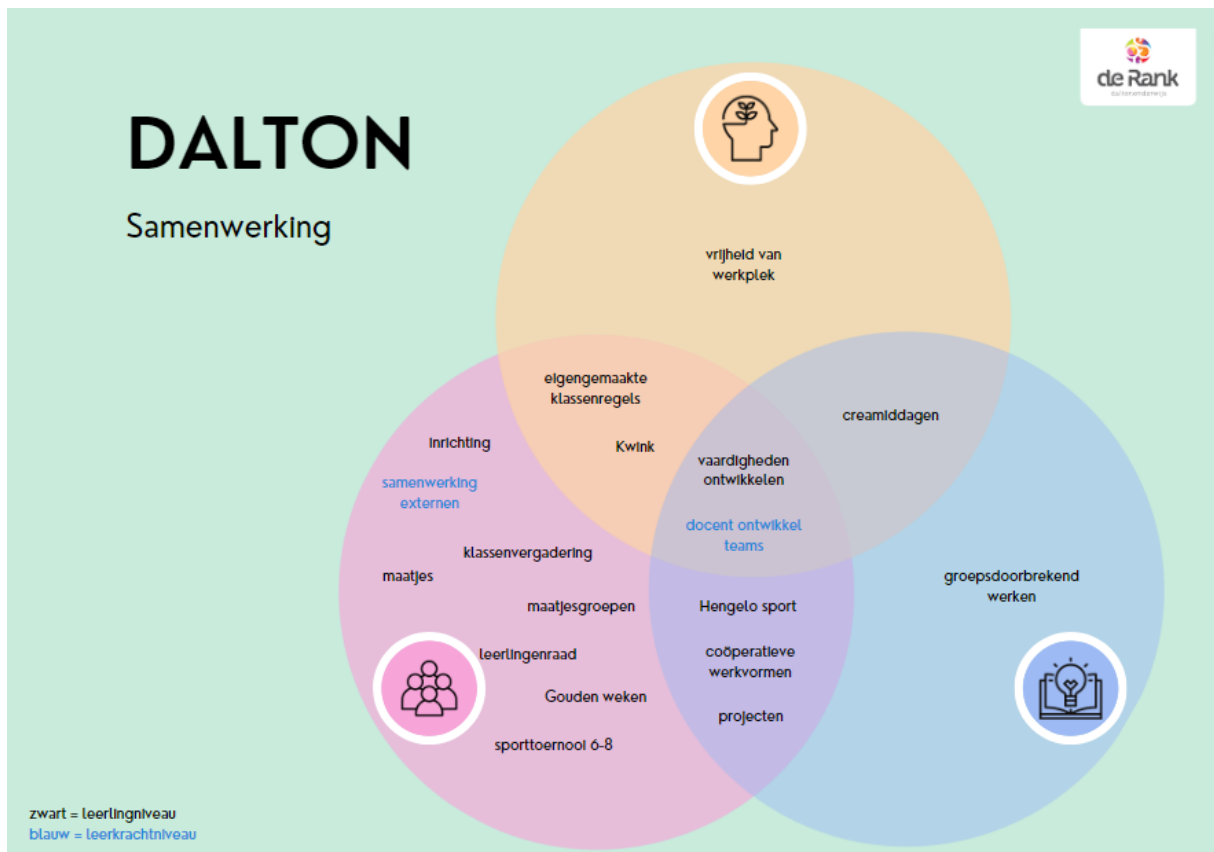 de Rank
daltononderwijs
DALTON
Samenwerking
vrijheid van
werkplek
eigengemaakte
klassenregels
creamiddagen
inrichting
Kwink
vaardigheden
ontwikkelen
samenwerking
externen
docent ontwikkel
teams
klassenvergadering
maatjes
groepsdoorbrekend
werken
maatjesgroepen
Hengelo sport
leerlingenraad
coöperatieve
werkvormen
Gouden weken
projecten
sporttoernooi 6-8
zwart = leerlingniveau
blauw = leerkrachtniveau